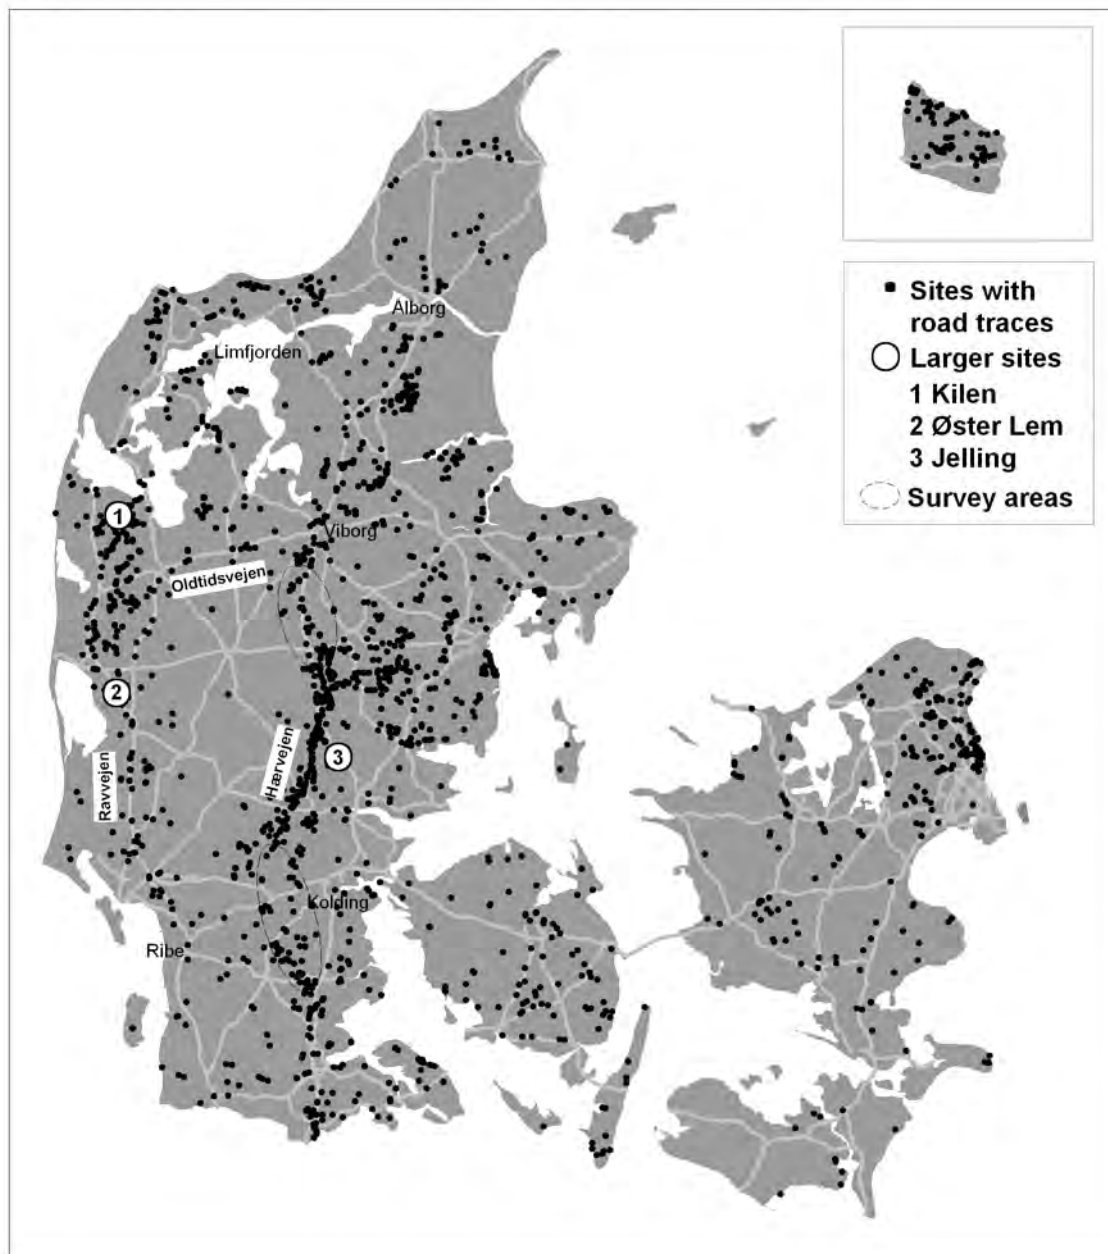 Sites with
road traces
Larger sites
1 Kilen
2 Øster Lem
3 Jelling
Survey areas
Ålborg
Limfjorden
1
Viborg
Oldtidsvejen
2
Hærvejen
3
Ravvejen
Kolding
Ribe